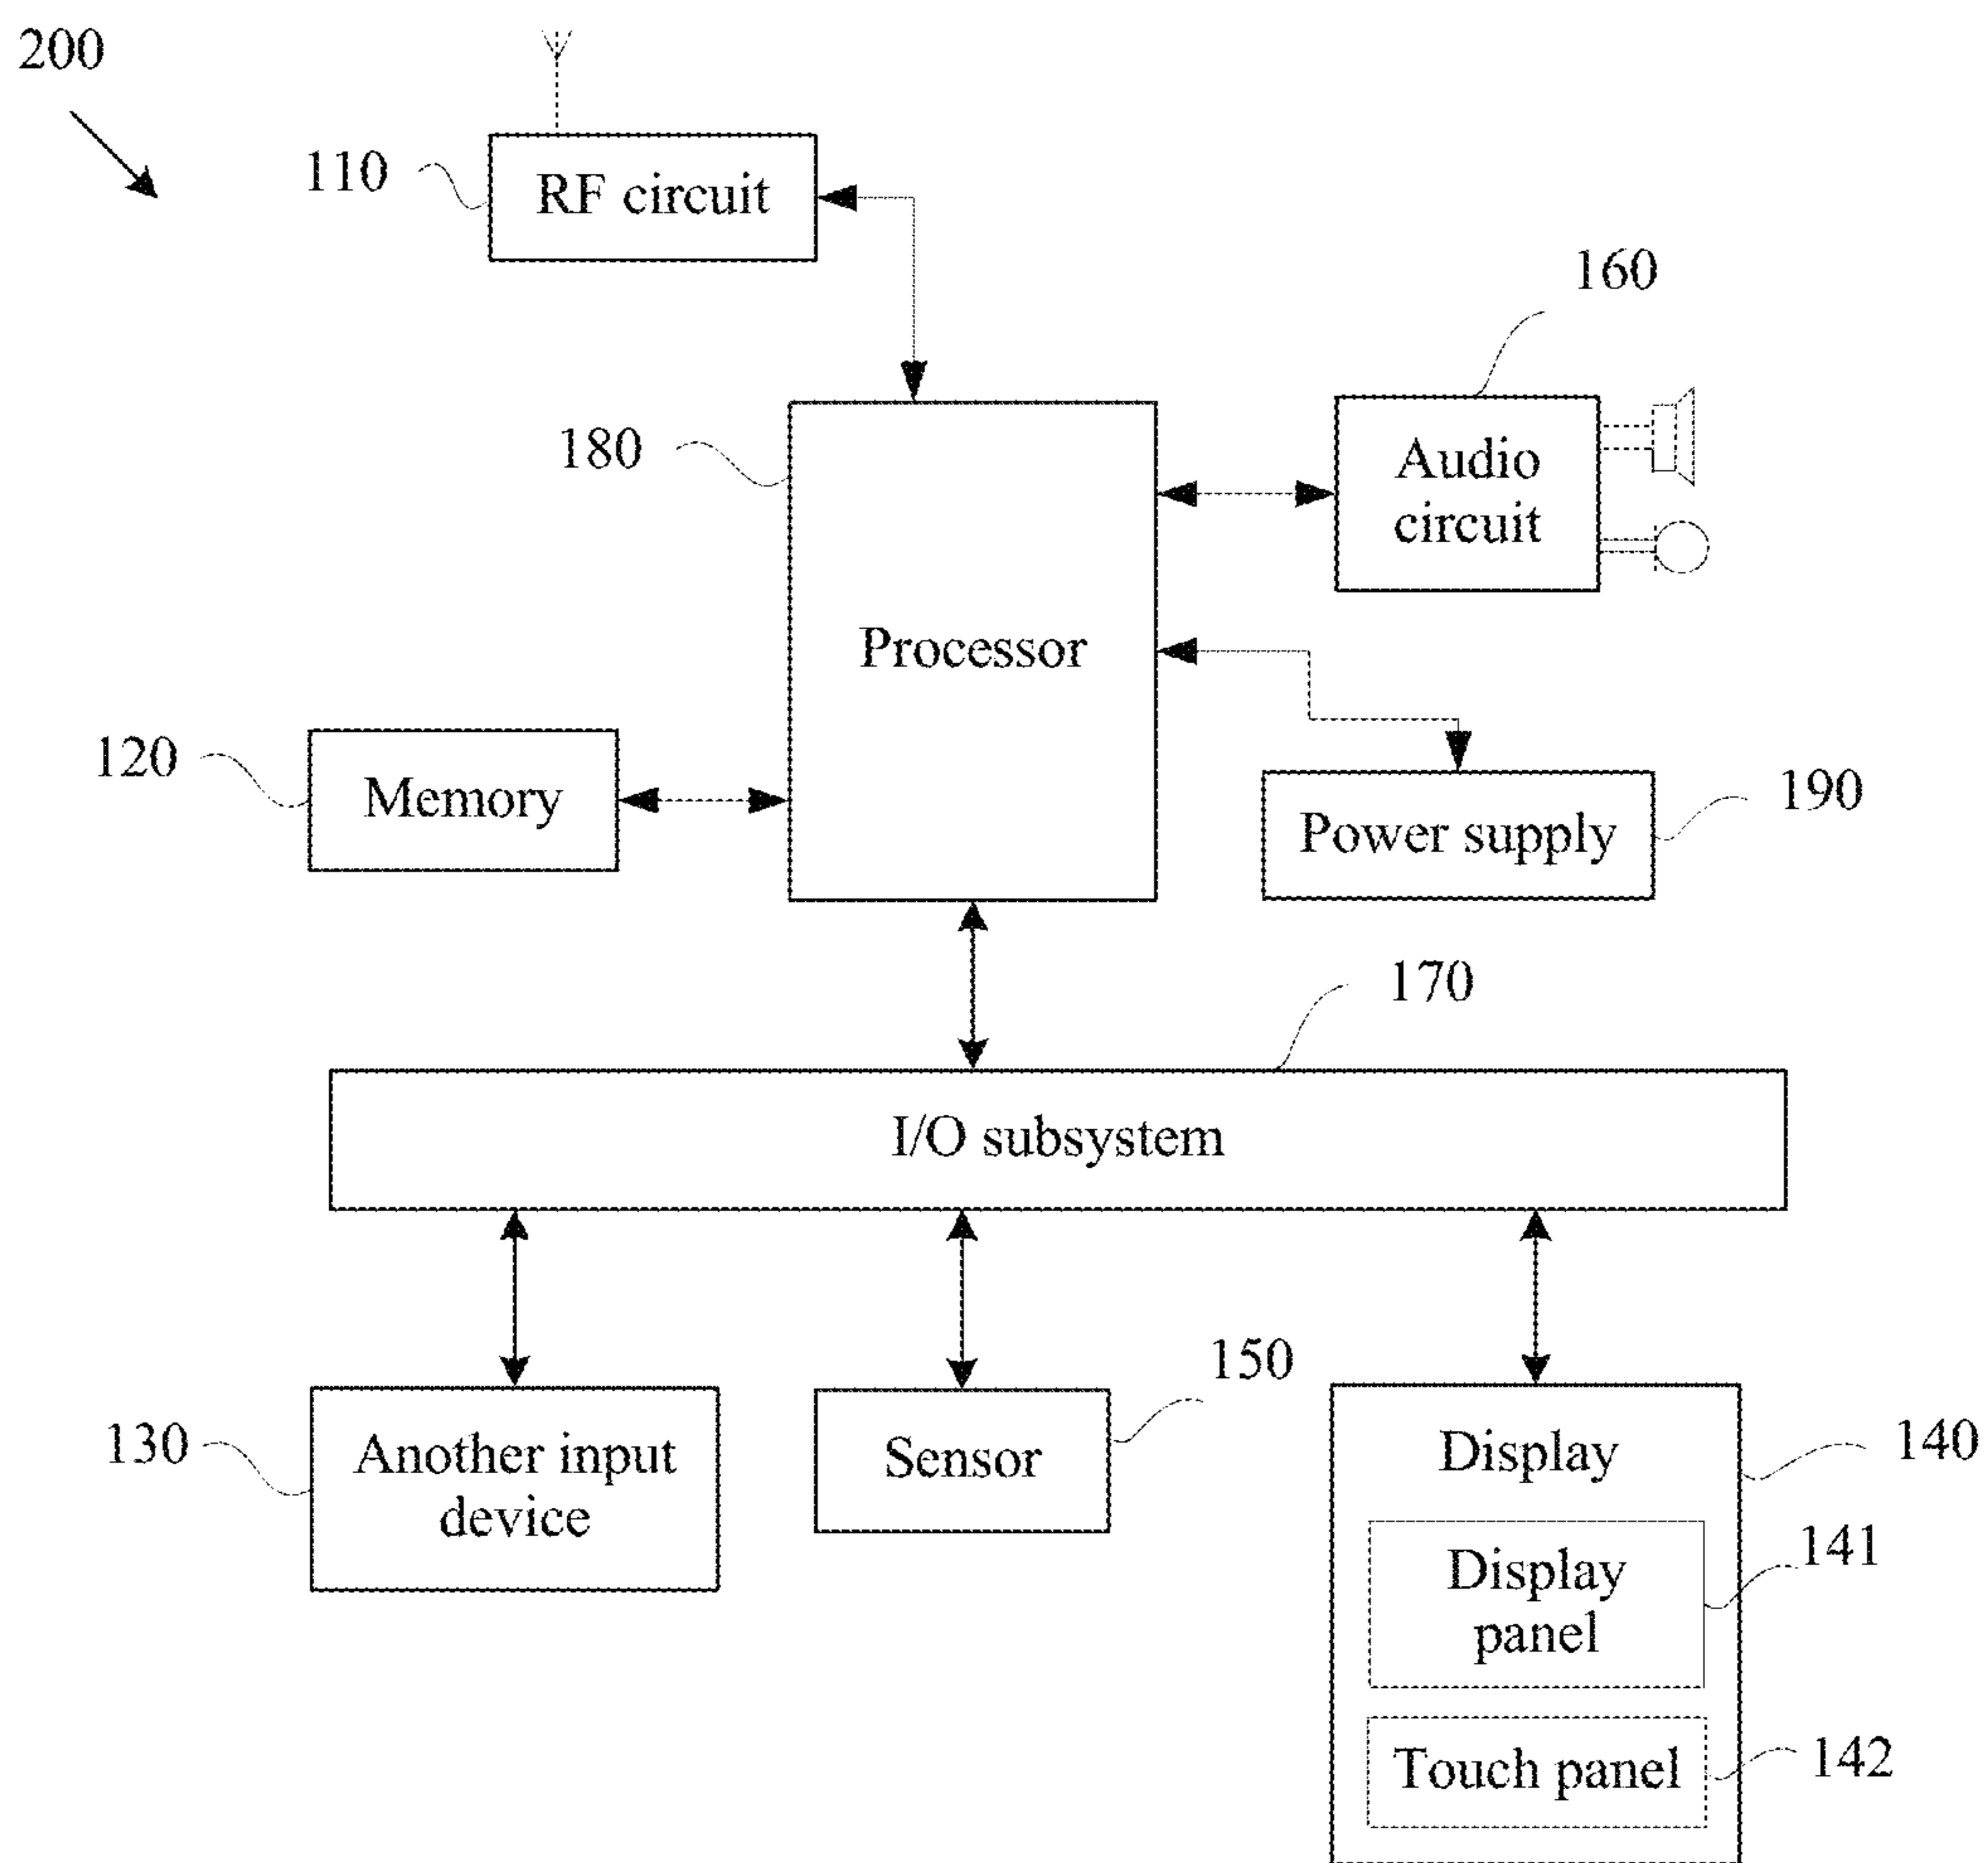 200
110
RF circuit
160
180
Audio
circuit
Processor
120
Memory
190
Power supply
170
I/O subsystem
150
130
Another input
device
Sensor
Display
140
Display
panel
141
Touch panel
142